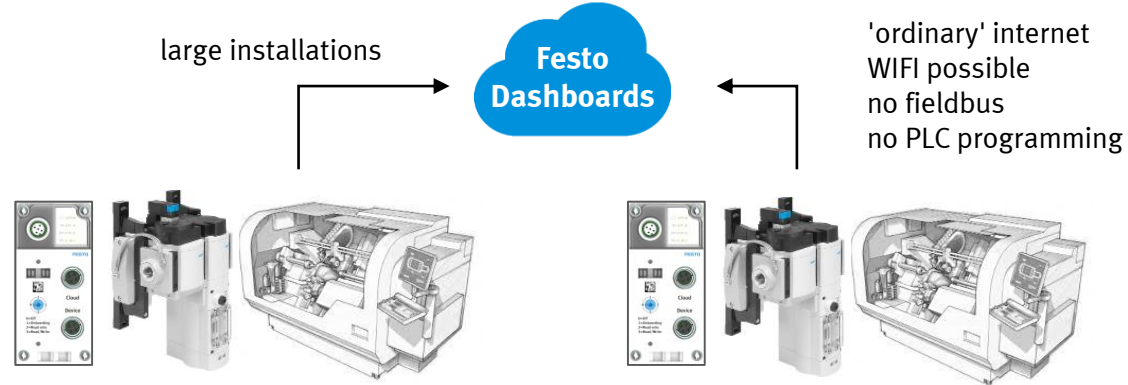 large installations
Festo
Dashboards
'ordinary' internet
WIFI possible
no fieldbus
no PLC programming
FESTO
Cloud
Device
FESTO
Cloud
Device